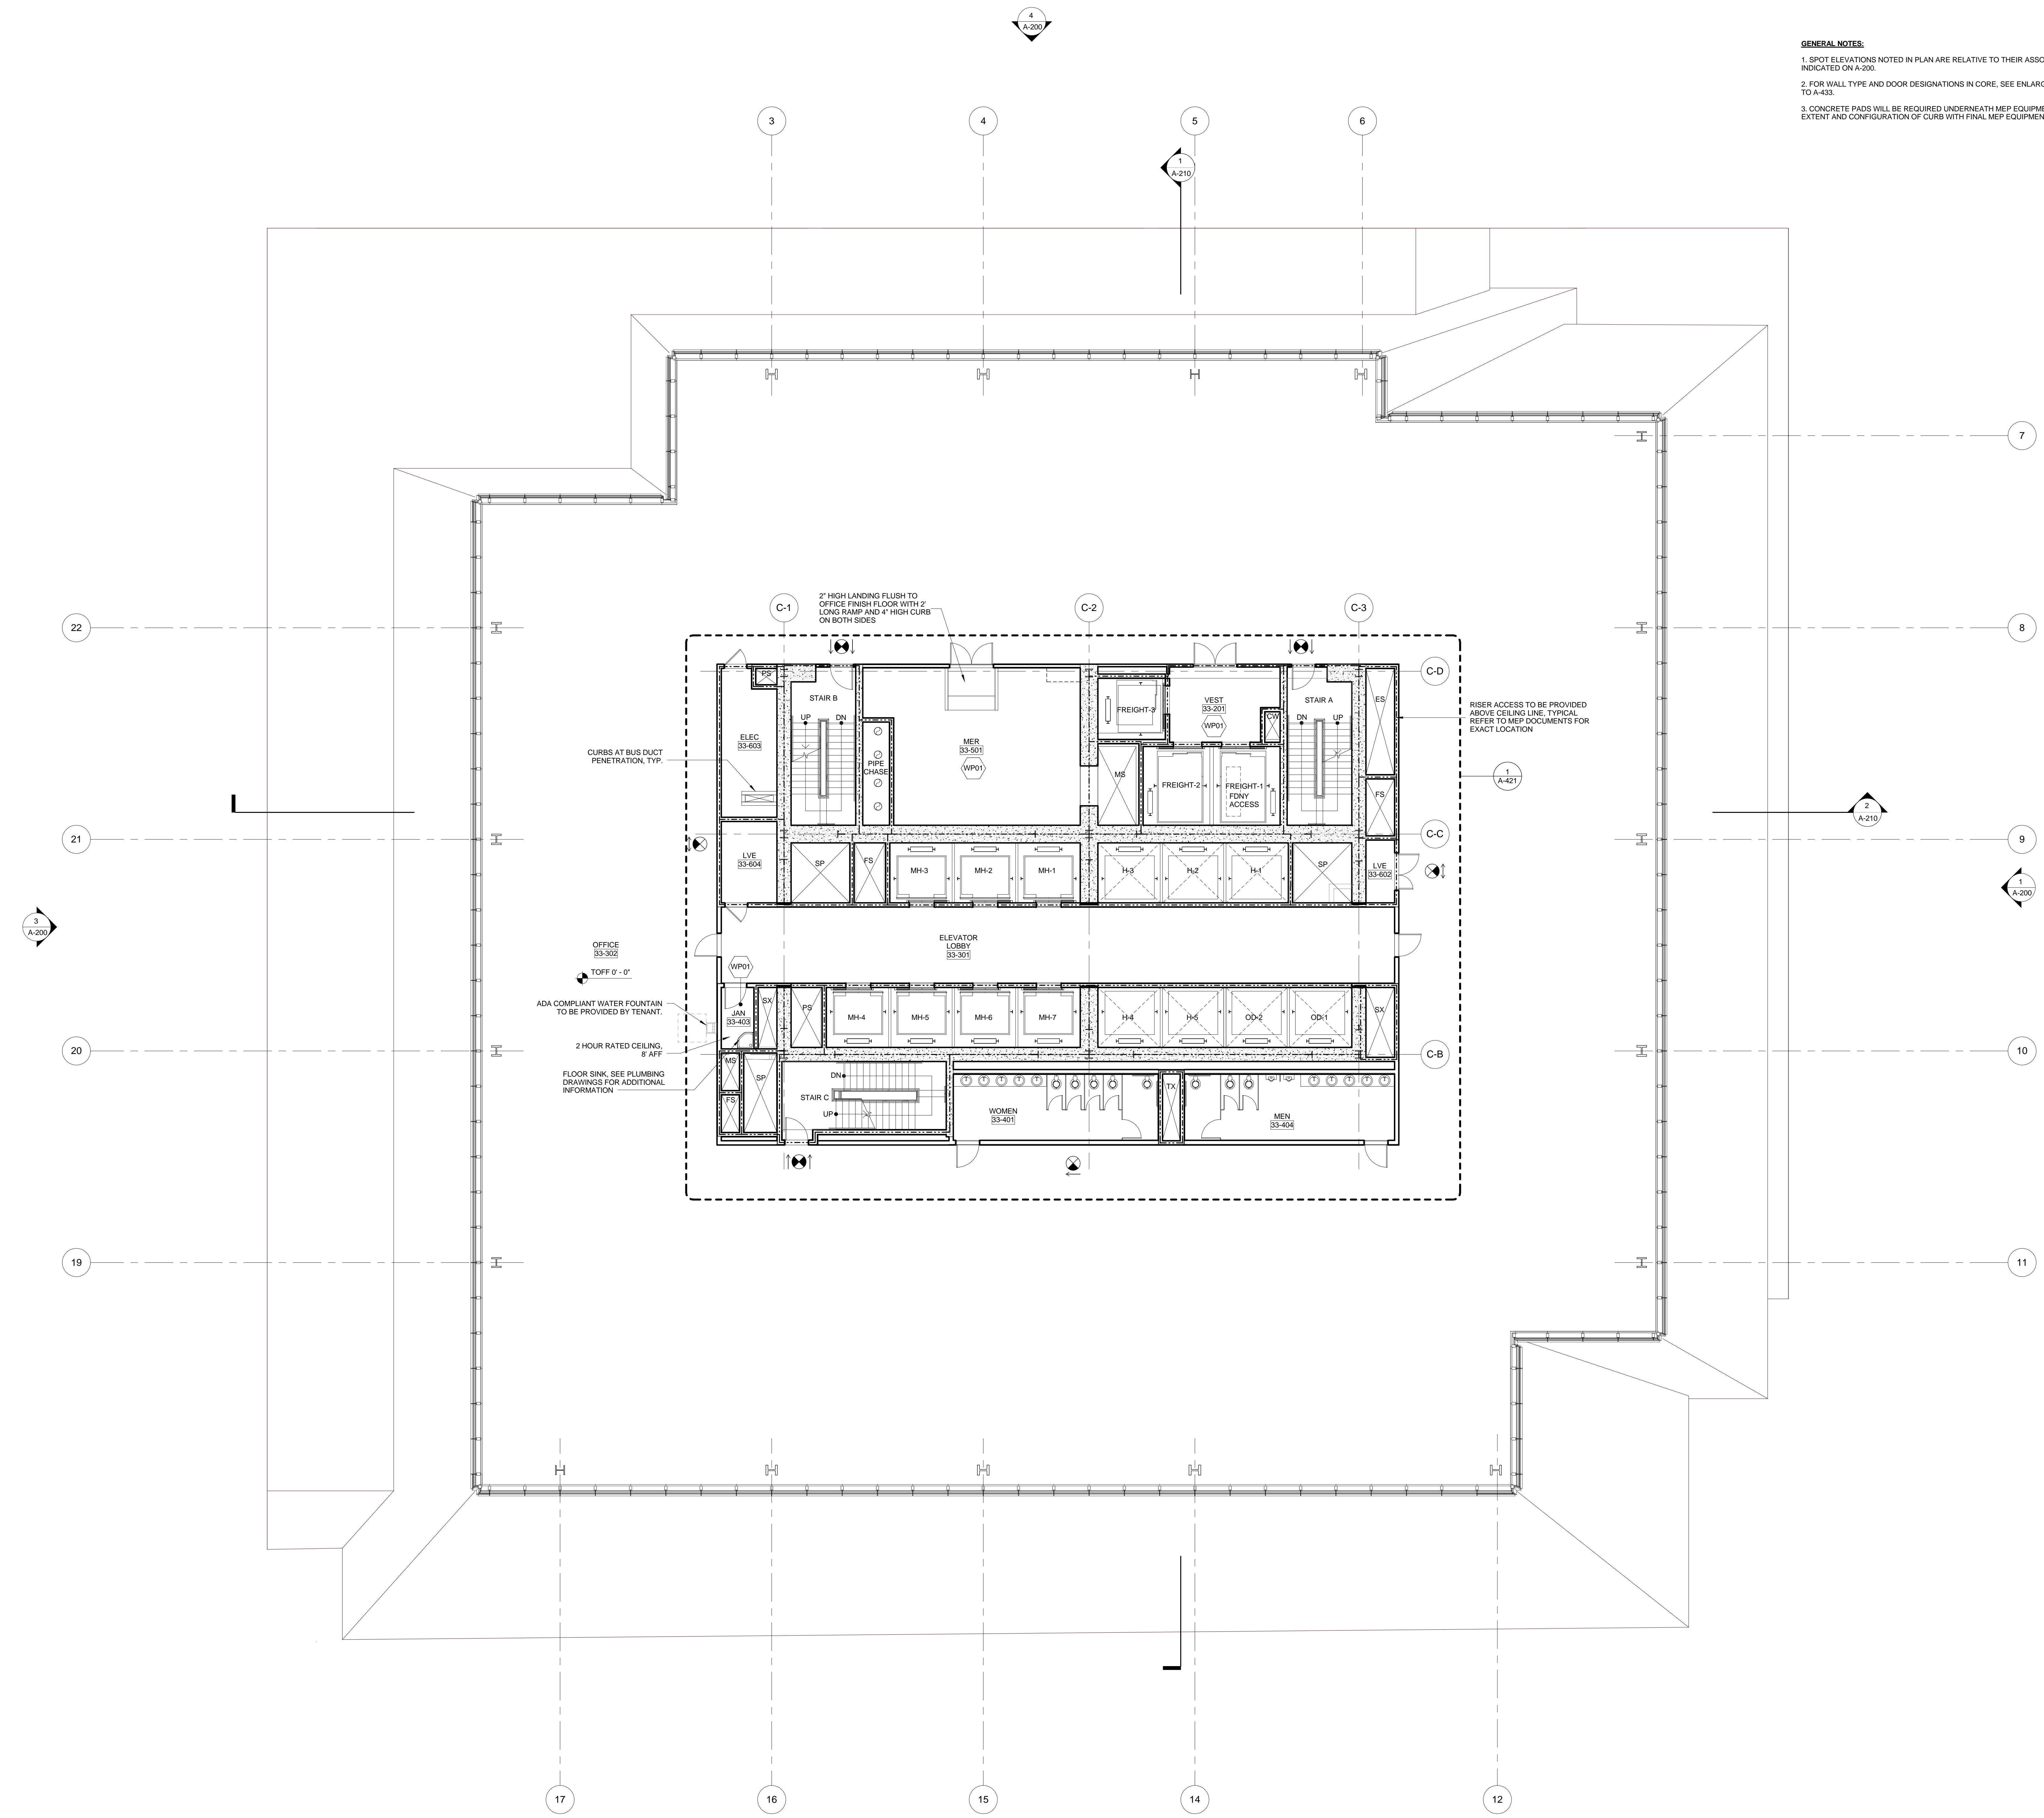 4
A-200
GENERAL NOTES:
1. SPOT ELEVATIONS NOTED IN PLAN ARE RELATIVE TO THEIR
INDICATED ON A-200.
2. FOR WALL TYPE AND DOOR DESIGNATIONS IN CORE, SEE
TO A-433.
3. CONCRETE PADS WILL BE REQUIRED UNDERNEATH MEP
EXTENT AND CONFIGURATION OF CURB WITH FINAL MEP
3
4
5
6
1
A-210
7
22
8
2" HIGH LANDING FLUSH TO
OFFICE FINISH FLOOR WITH 2'
LONG RAMP AND 4" HIGH CURB
ON BOTH SIDES
C-1
C-2
C-3
C-D
PS
STAIR B
UP
DN
ELEC
33-603
CURBS AT BUS DUCT
PENETRATION, TYP.
PIPE
CHASE
MER
33-501
WP01
FREIGHT-3
VEST
33-201
WP01
CW
STAIR A
DN
UP
ES
RISER ACCESS TO BE PROVIDED
ABOVE CEILING LINE, TYPICAL
REFER TO MEP DOCUMENTS FOR
EXACT LOCATION
MS
FREIGHT-2
FREIGHT-1
FDNY
ACCESS
FS
1
A-421
2
A-210
21
C-C
9
LVE
33-604
SP
FS
MH-3
MH-2
MH-1
H-3
H-2
H-1
SP
LVE
33-602
1
A-200
3
A-200
OFFICE
33-302
TOFF 0' - 0"
ELEVATOR
LOBBY
33-301
WP01
ADA COMPLIANT WATER FOUNTAIN
TO BE PROVIDED BY TENANT.
JAN
33-403
SX
PS
MH-4
MH-5
MH-6
MH-7
H-4
H-5
OD-2
OD-1
SX
20
2 HOUR RATED CEILING,
8' AFF
C-B
10
FLOOR SINK, SEE PLUMBING
DRAWINGS FOR ADDITIONAL
INFORMATION
MS
SP
FS
DN
STAIR C
UP
WOMEN
33-401
TX
MEN
33-404
19
11
17
16
15
14
12